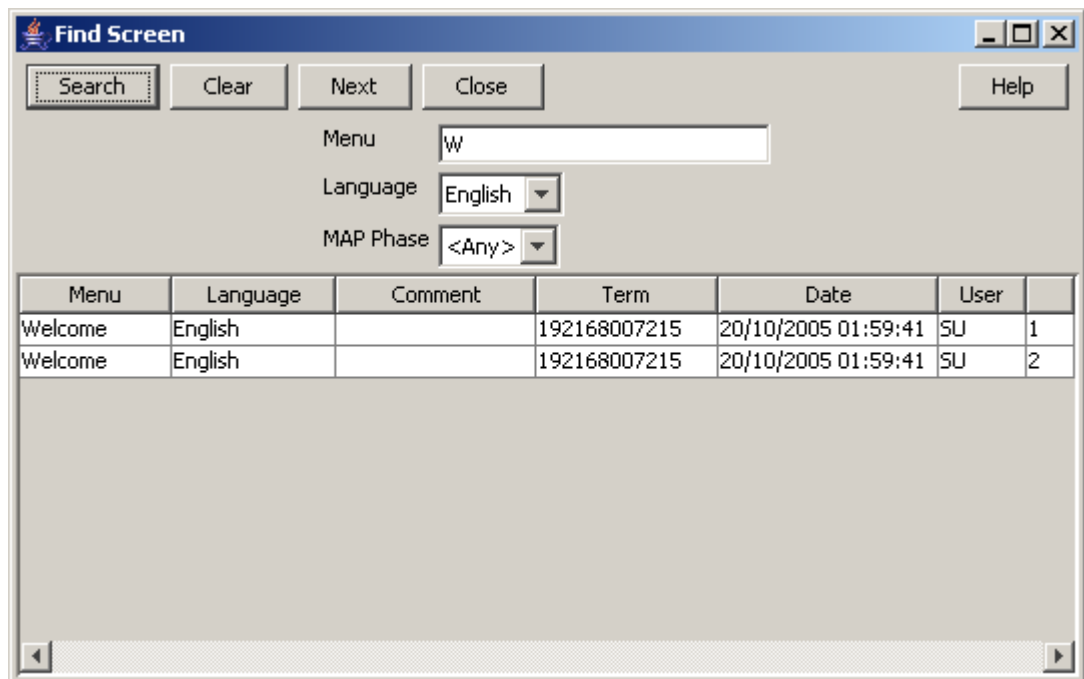 Find Screen
Search Clear Next Close Help
Menu W
Language English
MAP Phase <Any>
Menu Language Comment Term Date User
Welcome English 192168007215 20/10/2005 01:59:41 SU 1
Welcome English 192168007215 20/10/2005 01:59:41 SU 2